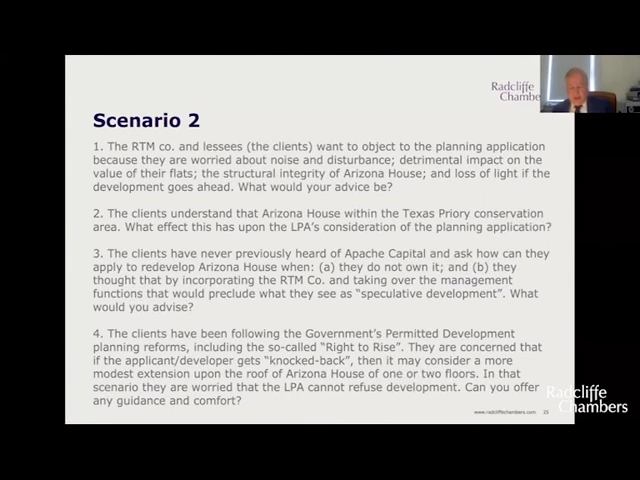 Radcliffe
Chambe
Scenario 2
1. The RTM co. and lessees (the clients) want to object to the planning application
because they are worried about noise and disturbance; detrimental impact on the
value of their flats; the structural integrity of Arizona House; and loss of light if the
development goes ahead. What would your advice be?
2. The clients understand that Arizona House within the Texas Priory conservation
area. What effect this has upon the LPA's consideration of the planning application?
3. The clients have never previously heard of Apache Capital and ask how can they
apply to redevelop Arizona House when: (a) they do not own it; and (b) they
thought that by incorporating the RTM Co. and taking over the management
functions that would preclude what they see as "speculative development". What
would you advise?
4. The clients have been following the Government's Permitted Development
planning reforms, including the so-called "Right to Rise". They are concerned that
if the applicant/developer gets "knocked-back", then it may consider a more
modest extension upon the roof of Arizona House of one or two floors. In that
scenario they are worried that the LPA cannot refuse development. Can you offer
any guidance and comfort?
Radcliffe
Chambers
www.radcliffechambers.com 25